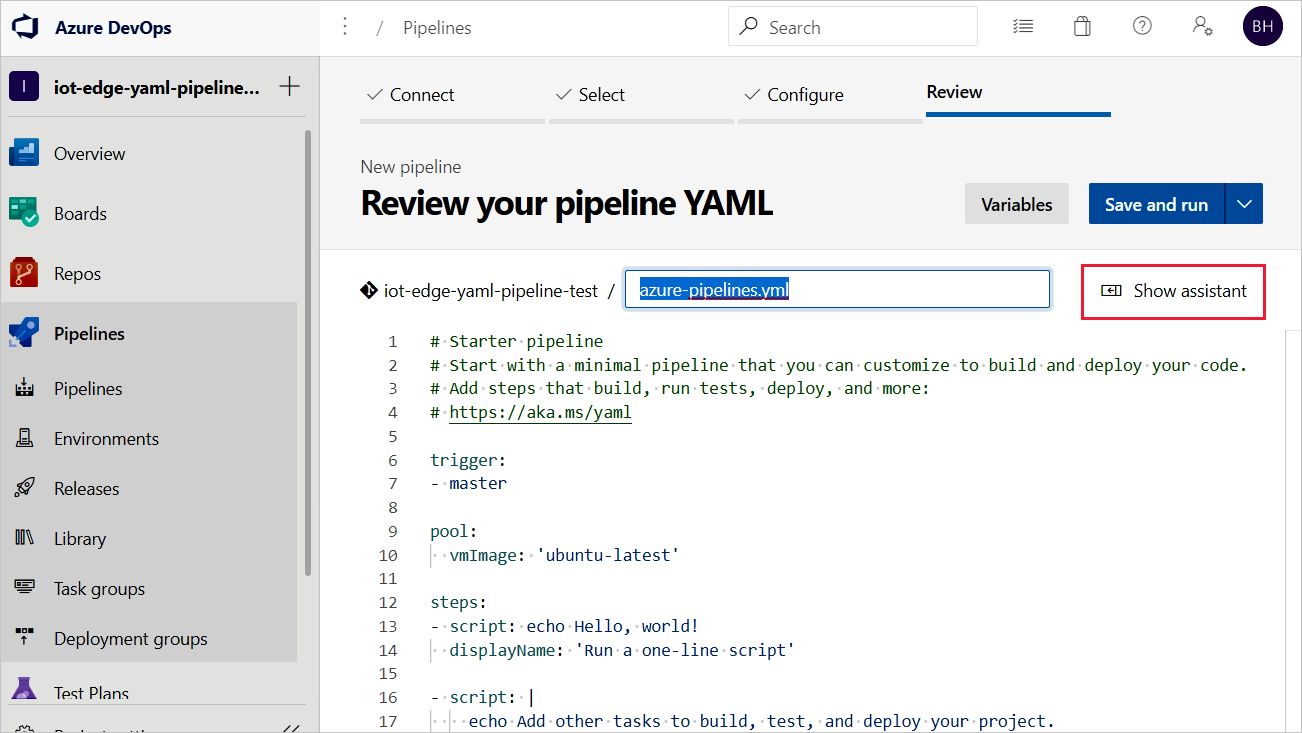 Azure DevOps
/ Pipelines
Search
BH
I iot-edge-yaml-pipeline...
Overview
Boards
Repos
Pipelines
Pipelines
Environments
Releases
Library
Task groups
Deployment groups
Test Plans
Connect
Select
Configure
Review
New pipeline
Review your pipeline YAML
Variables
Save and run
iot-edge-yaml-pipeline-test / azure-pipelines.yml
Show assistant
1 # Starter pipeline
2 # Start with a minimal pipeline that you can customize to build and deploy your code.
3 # Add steps that build, run tests, deploy, and more:
4 # https://aka.ms/yaml
5
6 trigger:
7 - master
8
9 pool:
10   vmImage: 'ubuntu-latest'
11
12 steps:
13 - script: echo Hello, world!
14   displayName: 'Run a one-line script'
15
16 - script: |
17     echo Add other tasks to build, test, and deploy your project.